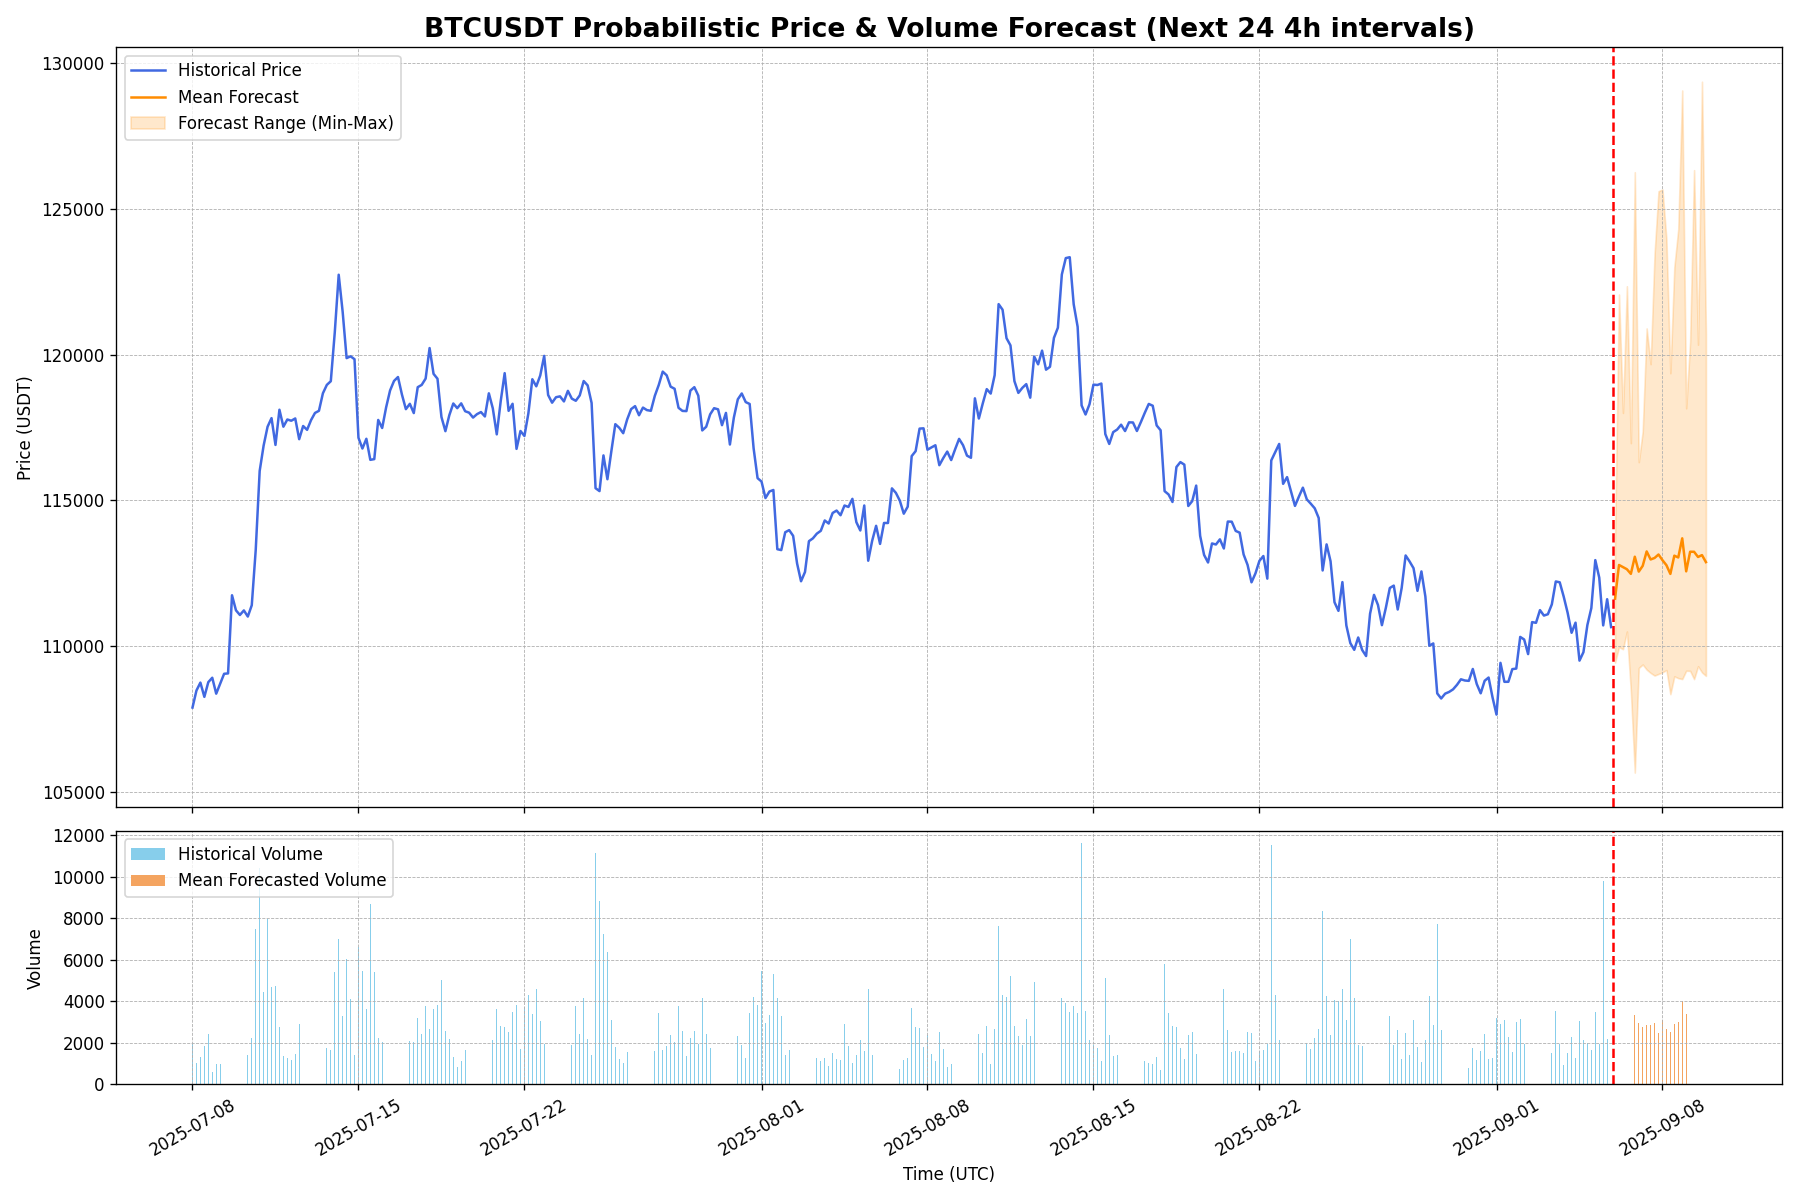 BTCUSDT Probabilistic Price & Volume Forecast (Next 24 4h intervals)
Historical Price
Mean Forecast
Forecast Range (Min-Max)
130000
125000
120000
115000
110000
105000
Price (USDT)
Historical Volume
Mean Forecasted Volume
12000
10000
8000
6000
4000
2000
0
Volume
2025-07-08
2025-07-15
2025-07-22
2025-08-01
2025-08-08
2025-08-15
2025-08-22
2025-09-01
2025-09-08
Time (UTC)